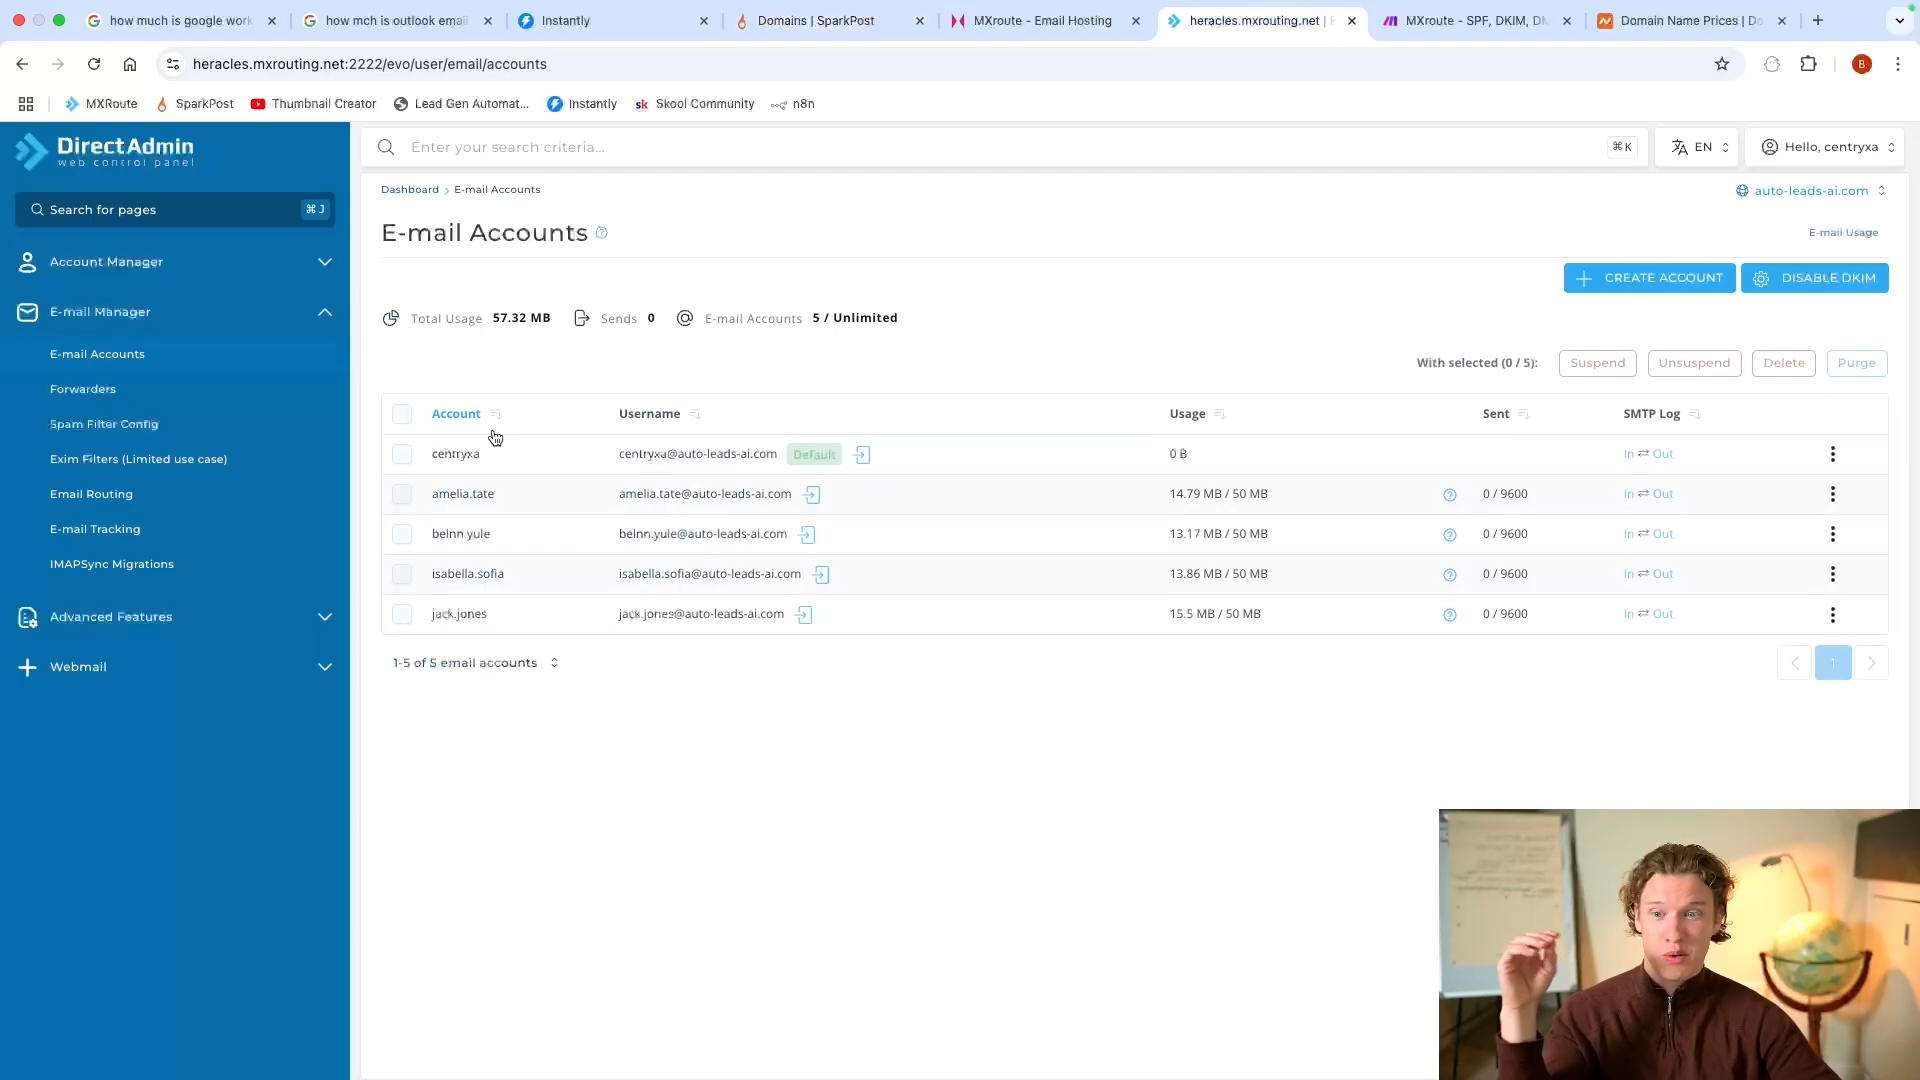 how much is google work
how mch is outlook email
Instantly
Domains | SparkPost
MXroute - Email Hosting
heracles.mxrouting.net |
MXroute - SPF, DKIM, DM
Domain Name Prices | Do
heracles.mxrouting.net:2222/evo/user/email/accounts
B
MXRoute
SparkPost
Thumbnail Creator
Lead Gen Automat...
Instantly
sk Skool Community
n8n
DirectAdmin
web control panel
Search for pages
⌘ J
Account Manager
E-mail Manager
E-mail Accounts
Forwarders
Spam Filter Config
Exim Filters (Limited use case)
Email Routing
E-mail Tracking
IMAPSync Migrations
Advanced Features
Webmail
Enter your search criteria...
⌘K
EN
Hello, centryxa
Dashboard > E-mail Accounts
auto-leads-ai.com
E-mail Accounts
E-mail Usage
CREATE ACCOUNT
DISABLE DKIM
Total Usage 57.32 MB
Sends 0
E-mail Accounts 5 / Unlimited
With selected (0 / 5):
Suspend
Unsuspend
Delete
Purge
Account Username Usage Sent SMTP Log
centryxa centryxa@auto-leads-ai.com Default 0 B In ⇄ Out
amelia.tate amelia.tate@auto-leads-ai.com 14.79 MB / 50 MB 0 / 9600 In ⇄ Out
beinn.yule beinn.yule@auto-leads-ai.com 13.17 MB / 50 MB 0 / 9600 In ⇄ Out
isabella.sofia isabella.sofia@auto-leads-ai.com 13.86 MB / 50 MB 0 / 9600 In ⇄ Out
jack.jones jack.jones@auto-leads-ai.com 15.5 MB / 50 MB 0 / 9600 In ⇄ Out
1-5 of 5 email accounts
1